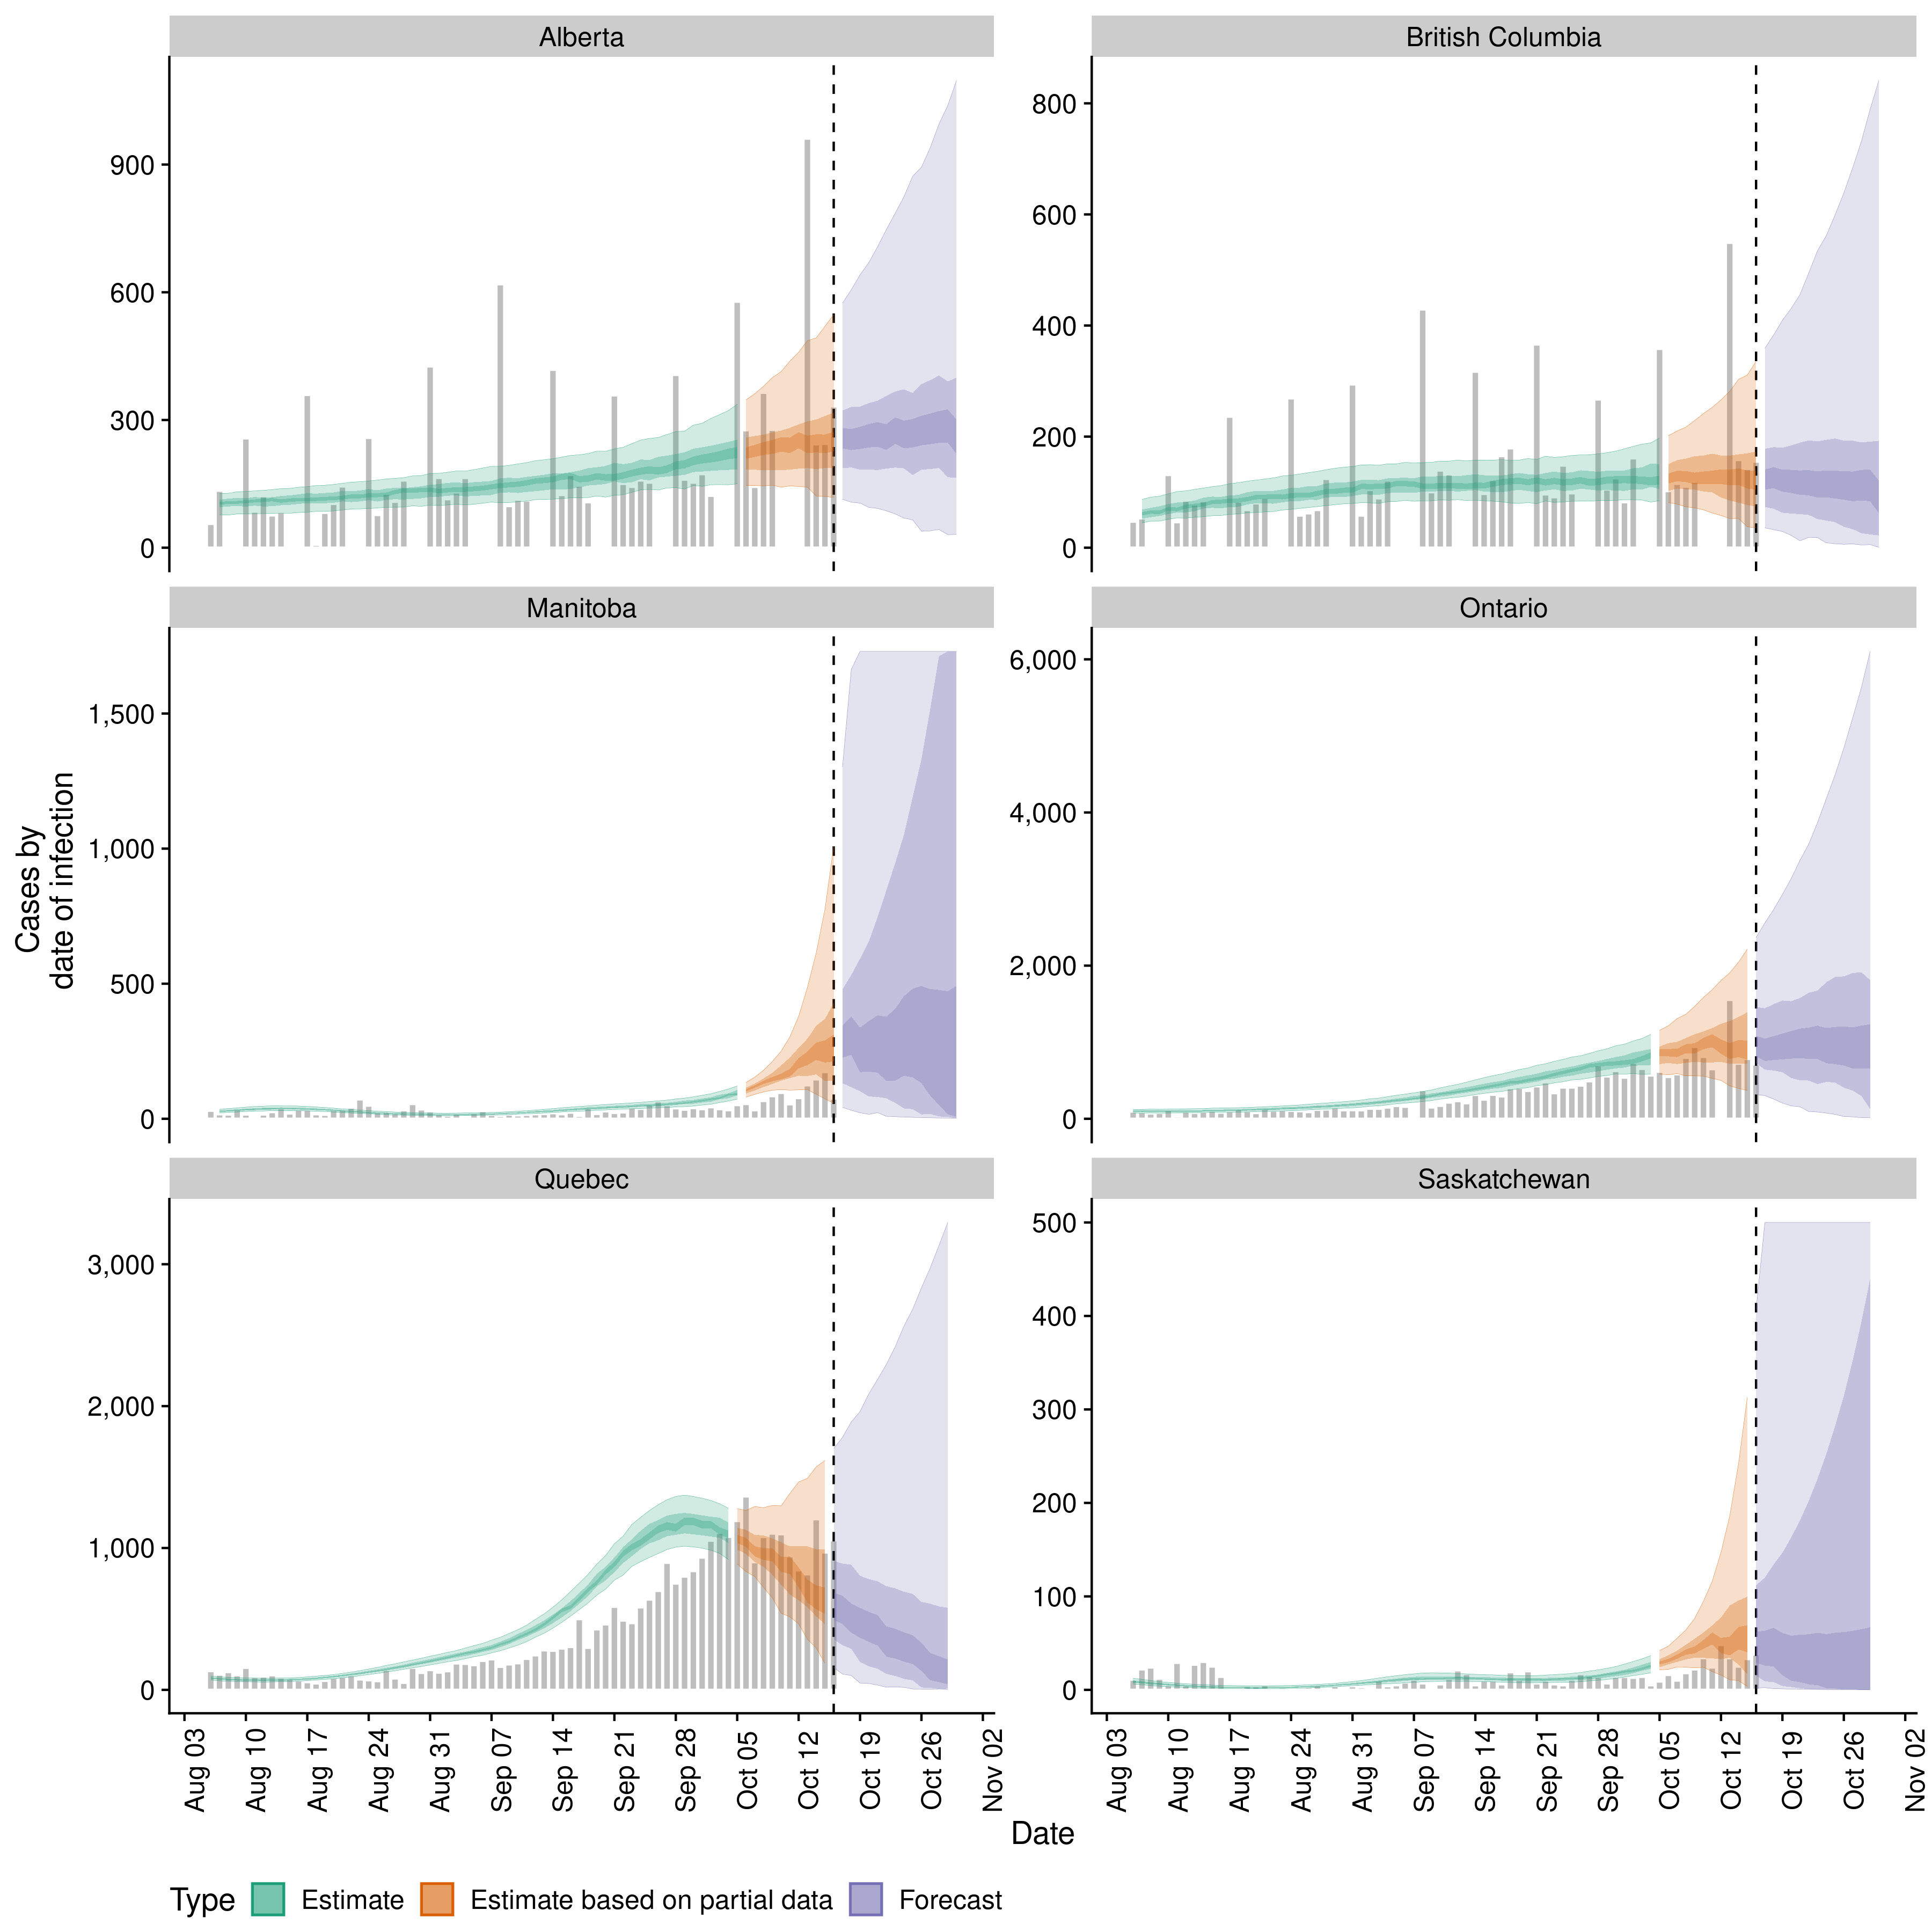 Alberta
British Columbia
900
600
300
0
800
600
400
200
0
Manitoba
Ontario
Cases by
date of infection
1,500
1,000
500
0
6,000
4,000
2,000
0
Quebec
Saskatchewan
3,000
2,000
1,000
0
500
400
300
200
100
0
Aug 03 Aug 10 Aug 17 Aug 24 Aug 31 Sep 07 Sep 14 Sep 21 Sep 28 Oct 05 Oct 12 Oct 19 Oct 26 Nov 02
Aug 03 Aug 10 Aug 17 Aug 24 Aug 31 Sep 07 Sep 14 Sep 21 Sep 28 Oct 05 Oct 12 Oct 19 Oct 26 Nov 02
Date
Type Estimate Estimate based on partial data Forecast